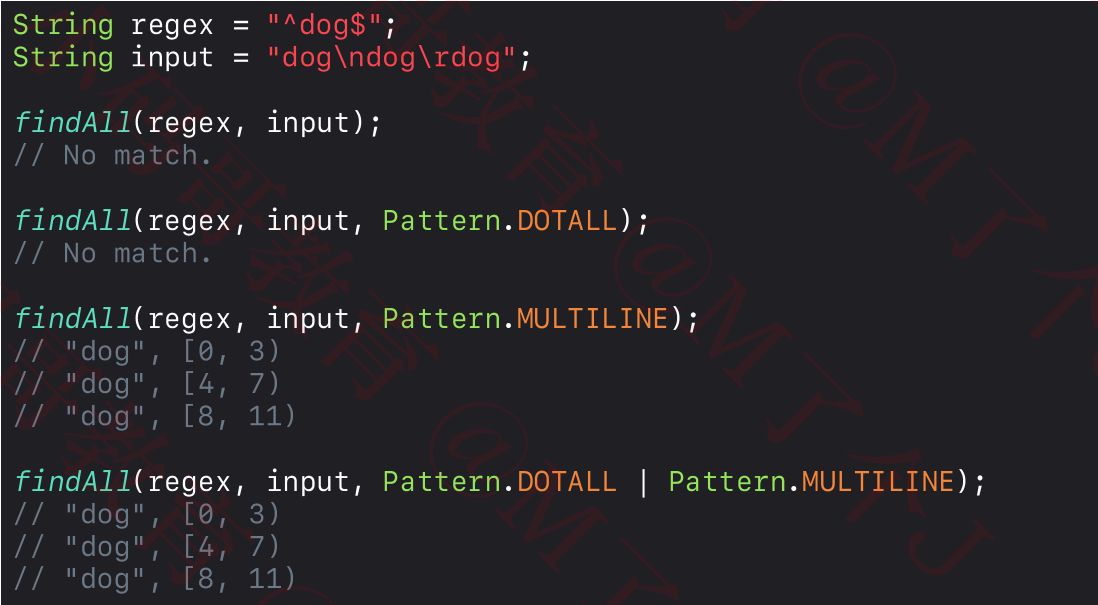 String regex = "^dog$";
String input = "dog\ndog\rdog";
findAll(regex, input);
// No match.
findAll(regex, input, Pattern.DOTALL);
// No match.
findAll(regex, input, Pattern.MULTILINE);
// "dog", [0, 3)
// "dog", [4, 7)
// "dog", [8, 11)
findAll(regex, input, Pattern.DOTALL | Pattern.MULTILINE);
// "dog", [0, 3)
// "dog", [4, 7)
// "dog", [8, 11)